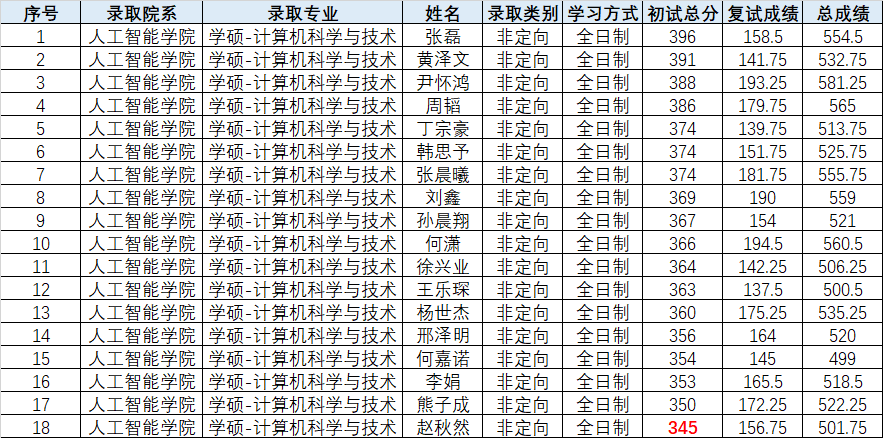 序号 录取院系 录取专业 姓名 录取类别 学习方式 初试总分 复试成绩 总成绩
1 人工智能学院 学硕-计算机科学与技术 张磊 非定向 全日制 396 158.5 554.5
2 人工智能学院 学硕-计算机科学与技术 黄泽文 非定向 全日制 391 141.75 532.75
3 人工智能学院 学硕-计算机科学与技术 尹怀鸿 非定向 全日制 388 193.25 581.25
4 人工智能学院 学硕-计算机科学与技术 周韬 非定向 全日制 386 179.75 565
5 人工智能学院 学硕-计算机科学与技术 丁宗豪 非定向 全日制 374 139.75 513.75
6 人工智能学院 学硕-计算机科学与技术 韩思予 非定向 全日制 374 151.75 525.75
7 人工智能学院 学硕-计算机科学与技术 张晨曦 非定向 全日制 374 181.75 555.75
8 人工智能学院 学硕-计算机科学与技术 刘鑫 非定向 全日制 369 190 559
9 人工智能学院 学硕-计算机科学与技术 孙晨翔 非定向 全日制 367 154 521
10 人工智能学院 学硕-计算机科学与技术 何潇 非定向 全日制 366 194.5 560.5
11 人工智能学院 学硕-计算机科学与技术 徐兴业 非定向 全日制 364 142.25 506.25
12 人工智能学院 学硕-计算机科学与技术 王乐琛 非定向 全日制 363 137.5 500.5
13 人工智能学院 学硕-计算机科学与技术 杨世杰 非定向 全日制 360 175.25 535.25
14 人工智能学院 学硕-计算机科学与技术 邢泽明 非定向 全日制 356 164 520
15 人工智能学院 学硕-计算机科学与技术 何嘉诺 非定向 全日制 354 145 499
16 人工智能学院 学硕-计算机科学与技术 李娟 非定向 全日制 353 165.5 518.5
17 人工智能学院 学硕-计算机科学与技术 熊子成 非定向 全日制 350 172.25 522.25
18 人工智能学院 学硕-计算机科学与技术 赵秋然 非定向 全日制 345 156.75 501.75